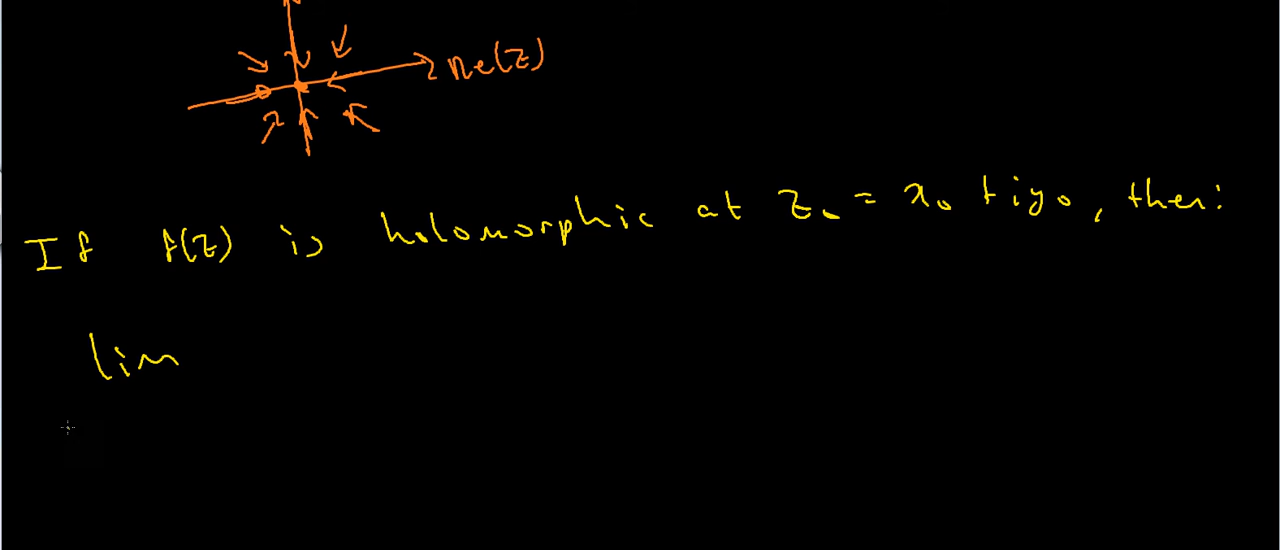 Re(z)
If f(z) is holomorphic at z₀ = x₀ + iy₀, then:
lim